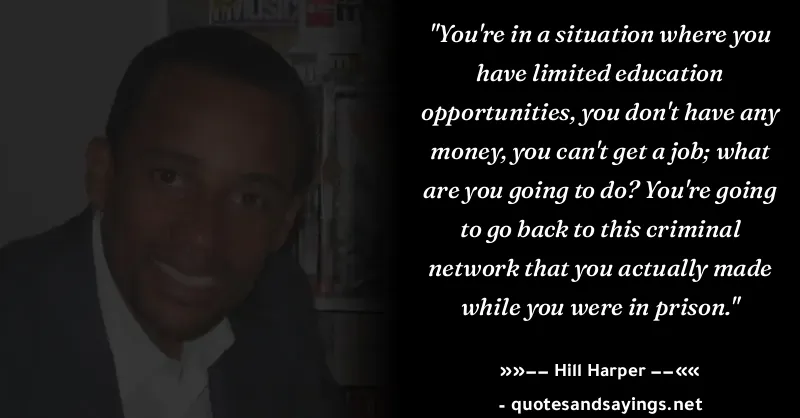 MUSIC
"You're in a situation where you
have limited education
opportunities, you don't have any
money, you can't get a job; what
are you going to do? You're going
to go back to this criminal
network that you actually made
while you were in prison."
»»–– Hill Harper ––««
- quotesandsayings.net